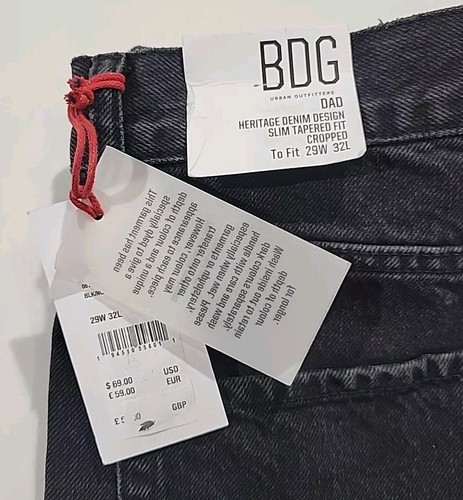 BDG
URBAN OUTFITTERS
DAD
HERITAGE DENIM DESIGN
SLIM TAPERED FIT
CROPPED
To Fit 29W 32L
This garment has been
specially dyed to give a
depth of colour and a unique
appearance to each piece.
However, colour may
transfer onto other
garments or upholstery,
especially when wet, please
handle with care and wash
dark colours separately.
Wash inside out to retain
depth of colour
for longer.
29W 32L
$ 69.00 USD
€ 59.00 EUR
GBP